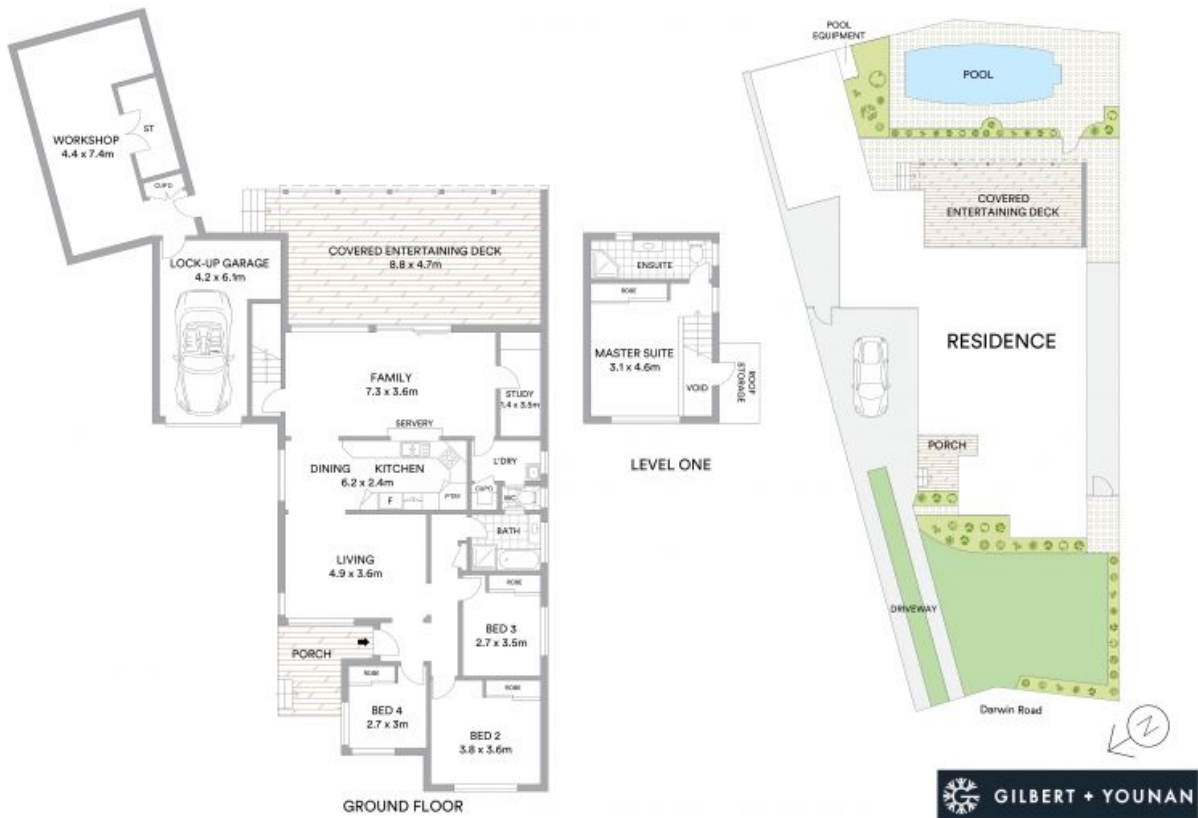 WORKSHOP
4.4 x 7.4m
ST
CUPD
LOCK-UP GARAGE
4.2 x 6.1m
COVERED ENTERTAINING DECK
8.8 x 4.7m
FAMILY
7.3 x 3.6m
STUDY
1.4 x 3.5m
SERVERY
DINING
KITCHEN
6.2 x 2.4m
F
P'TRY
L'DRY
CUPD
WC
BATH
LIVING
4.9 x 3.6m
ROBE
BED 3
2.7 x 3.5m
PORCH
ROBE
BED 4
2.7 x 3m
ROBE
BED 2
3.8 x 3.6m
GROUND FLOOR
ENSUITE
ROBE
MASTER SUITE
3.1 x 4.6m
VOID
ROOF
STORAGE
LEVEL ONE
POOL
EQUIPMENT
POOL
COVERED
ENTERTAINING DECK
RESIDENCE
PORCH
DRIVEWAY
Darwin Road
N
GILBERT + YOUNAN